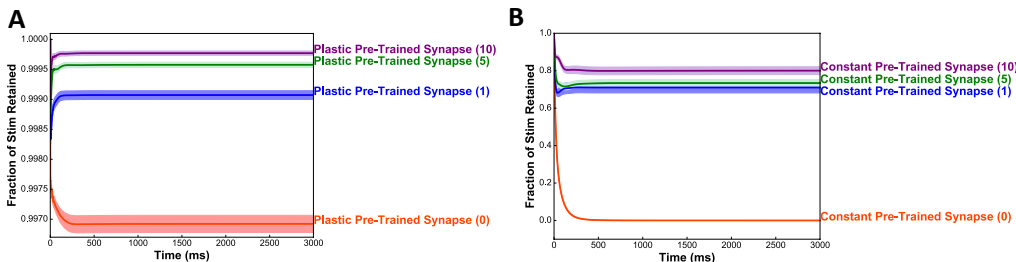 A
Fraction of Stim Retained
1.0000
0.9995
0.9990
0.9985
0.9980
0.9975
0.9970
0
500
1000
1500
2000
2500
3000
Time (ms)
Plastic Pre-Trained Synapse (10)
Plastic Pre-Trained Synapse (5)
Plastic Pre-Trained Synapse (1)
Plastic Pre-Trained Synapse (0)
B
Fraction of Stim Retained
1.0
0.8
0.6
0.4
0.2
0.0
0
500
1000
1500
2000
2500
3000
Time (ms)
Constant Pre-Trained Synapse (10)
Constant Pre-Trained Synapse (5)
Constant Pre-Trained Synapse (1)
Constant Pre-Trained Synapse (0)